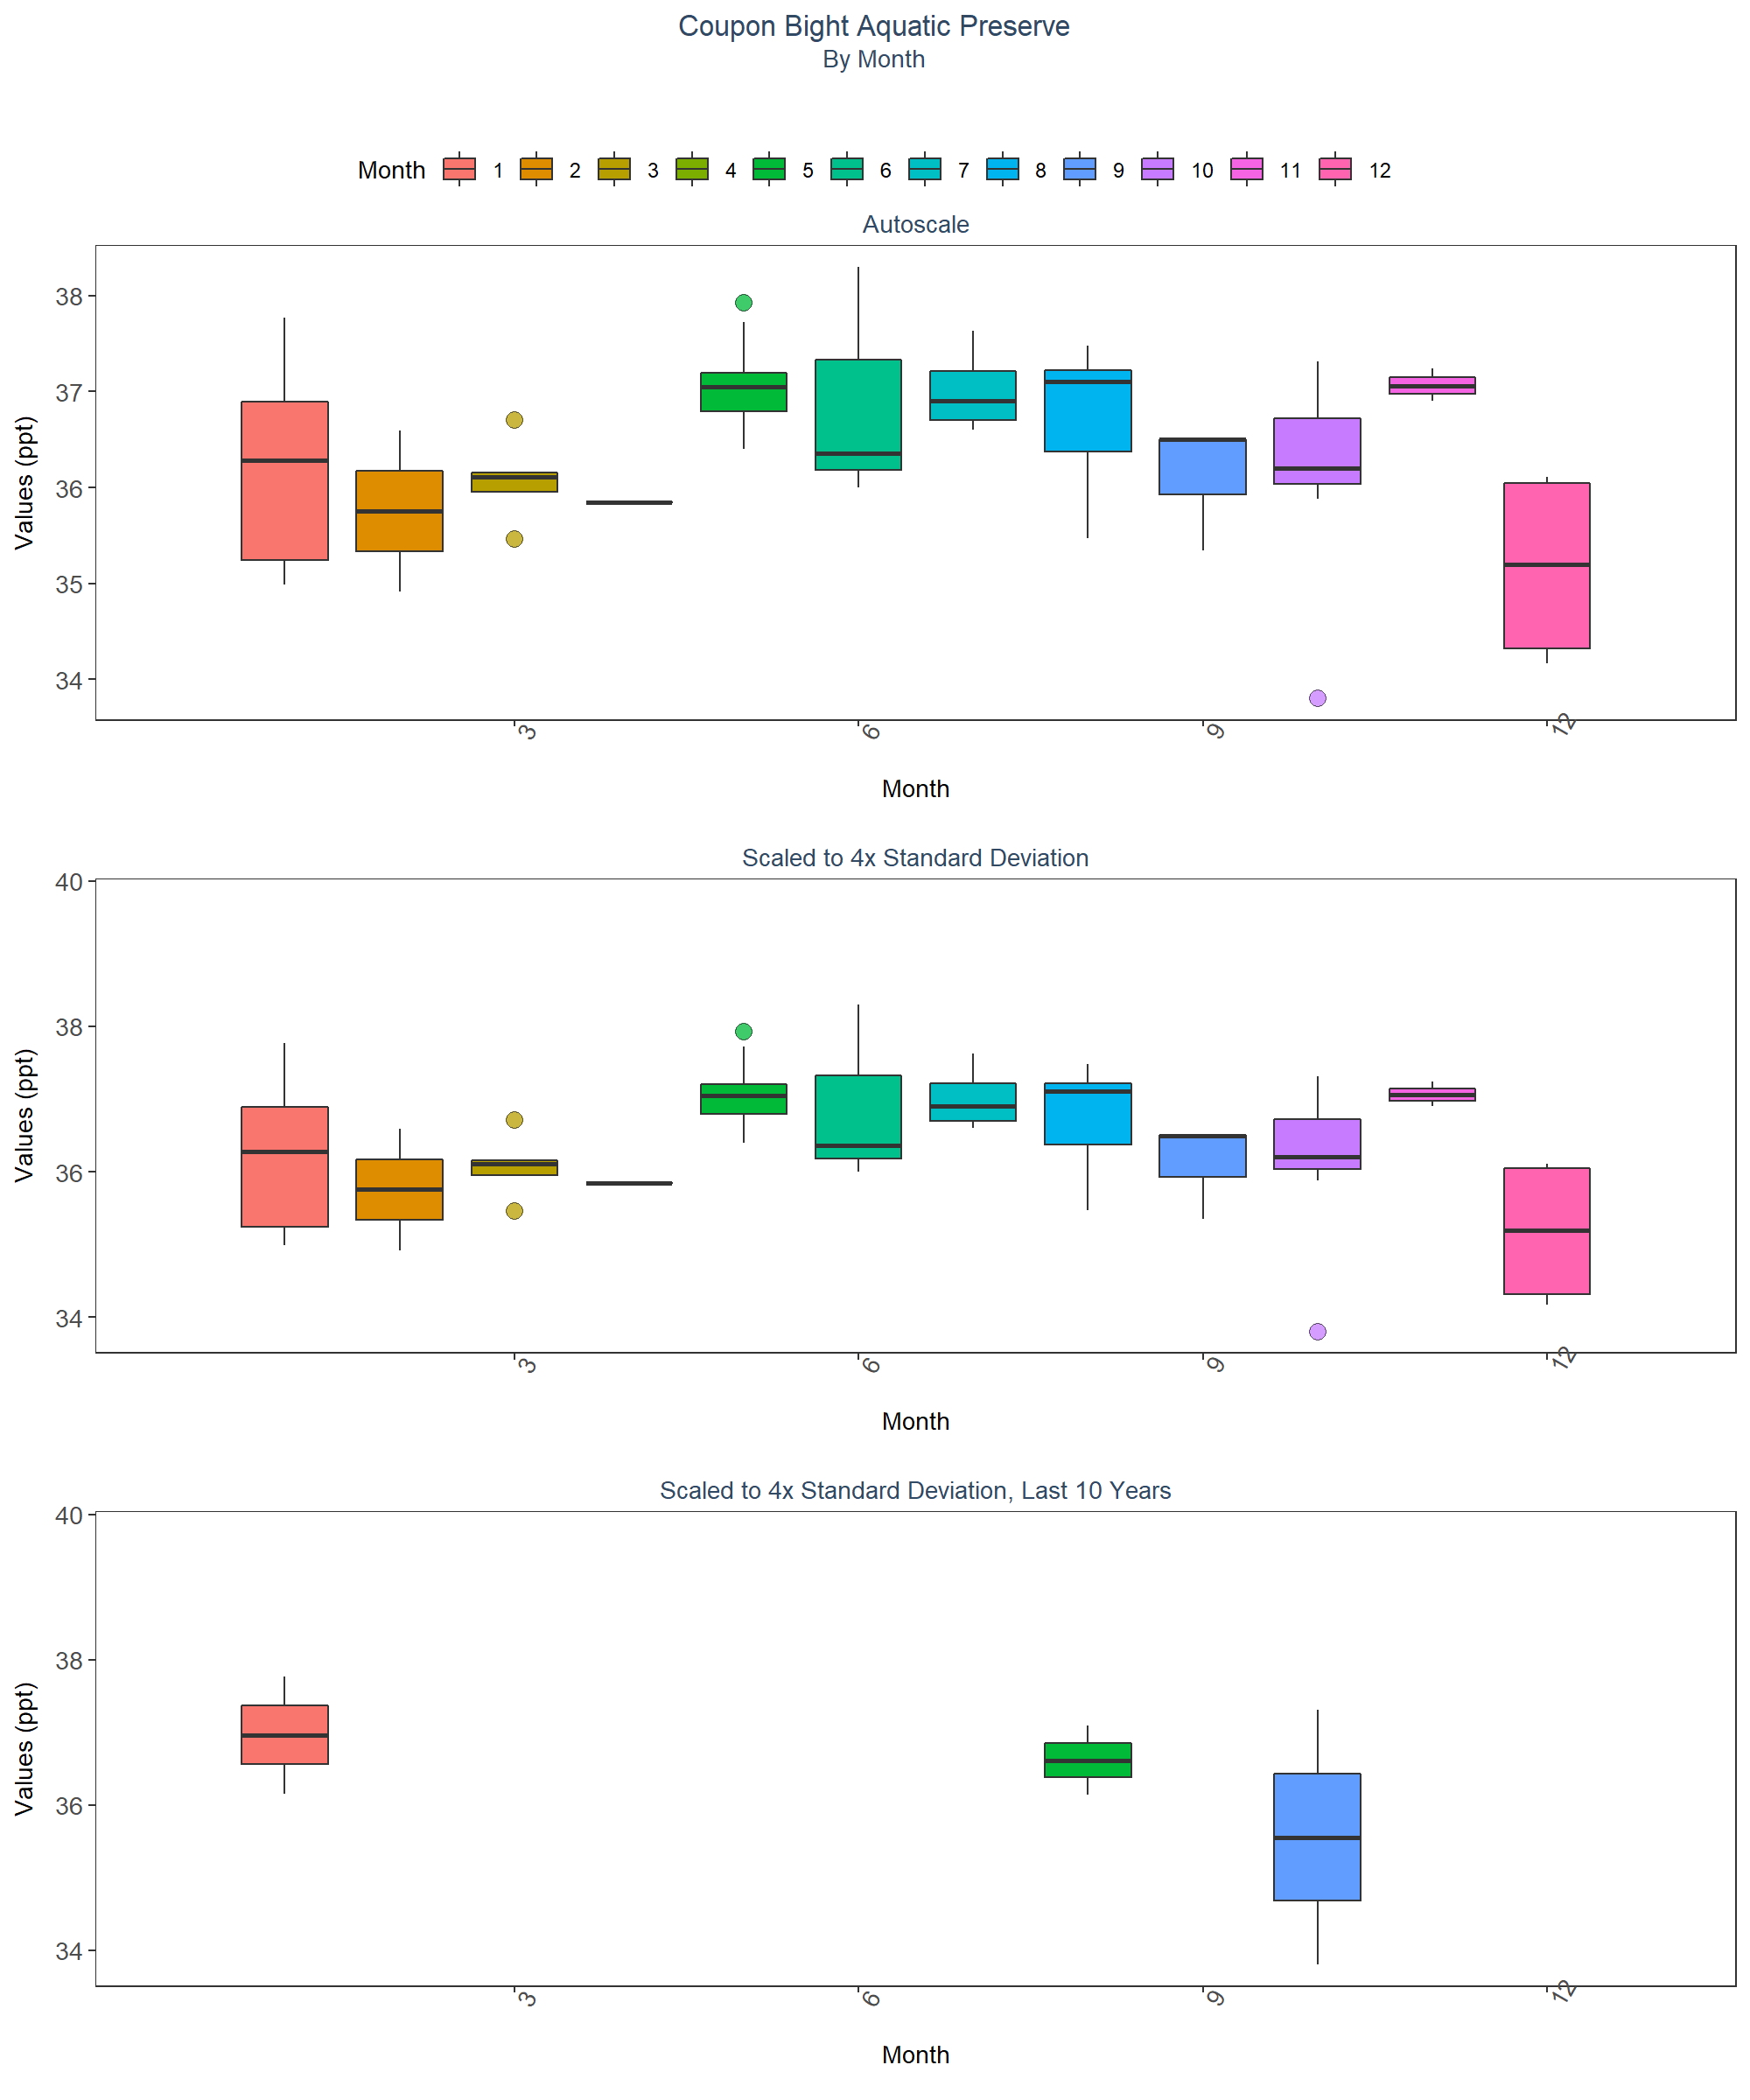 Coupon Bight Aquatic Preserve
By Month
Month 1 2 3 4 5 6 7 8 9 10 11 12
Autoscale
Values (ppt)
38
37
36
35
34
3 6 9 12
Month
Scaled to 4x Standard Deviation
Values (ppt)
40
38
36
34
3 6 9 12
Month
Scaled to 4x Standard Deviation, Last 10 Years
Values (ppt)
40
38
36
34
3 6 9 12
Month